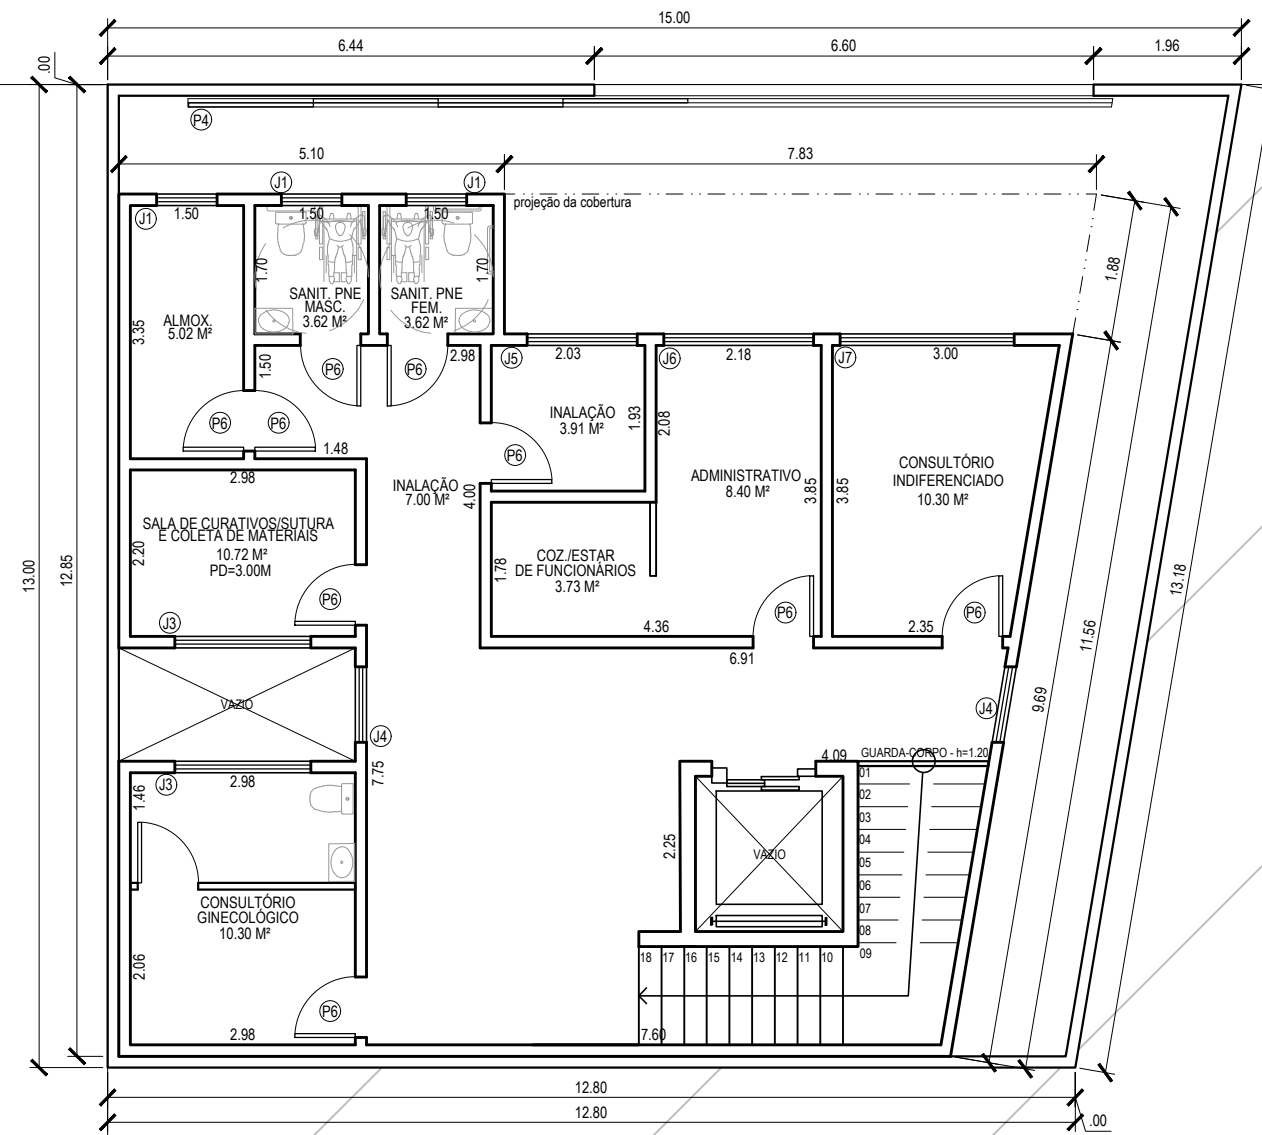 15.00
6.44
6.60
1.96
.00
P4
5.10
7.83
J1
J1
J1
1.50
1.50
1.50
projeção da cobertura
1.88
1.70
1.70
SANIT. PNE
MASC.
3.62 M²
SANIT. PNE
FEM.
3.62 M²
ALMOX.
5.02 M²
3.35
1.50
2.98
J5
2.03
J6
2.18
J7
3.00
P6
P6
P6
P6
1.48
INALAÇÃO
3.91 M²
1.93
2.08
P6
2.98
INALAÇÃO
7.00 M²
4.00
ADMINISTRATIVO
8.40 M²
3.85
3.85
CONSULTÓRIO
INDIFERENCIADO
10.30 M²
SALA DE CURATIVOS/SUTURA
E COLETA DE MATERIAIS
10.72 M²
PD=3.00M
2.20
COZ./ESTAR
DE FUNCIONÁRIOS
3.73 M²
1.78
13.00
12.85
13.18
11.56
9.69
P6
P6
P6
J3
4.36
2.35
6.91
VAZIO
J4
J4
4.09
GUARDA-CORPO - h=1.20
J3
2.98
7.75
1.46
01
02
03
04
05
06
07
08
09
2.25
VAZIO
CONSULTÓRIO
GINECOLÓGICO
10.30 M²
2.06
18
17
16
15
14
13
12
11
10
P6
2.98
7.60
12.80
12.80
.00